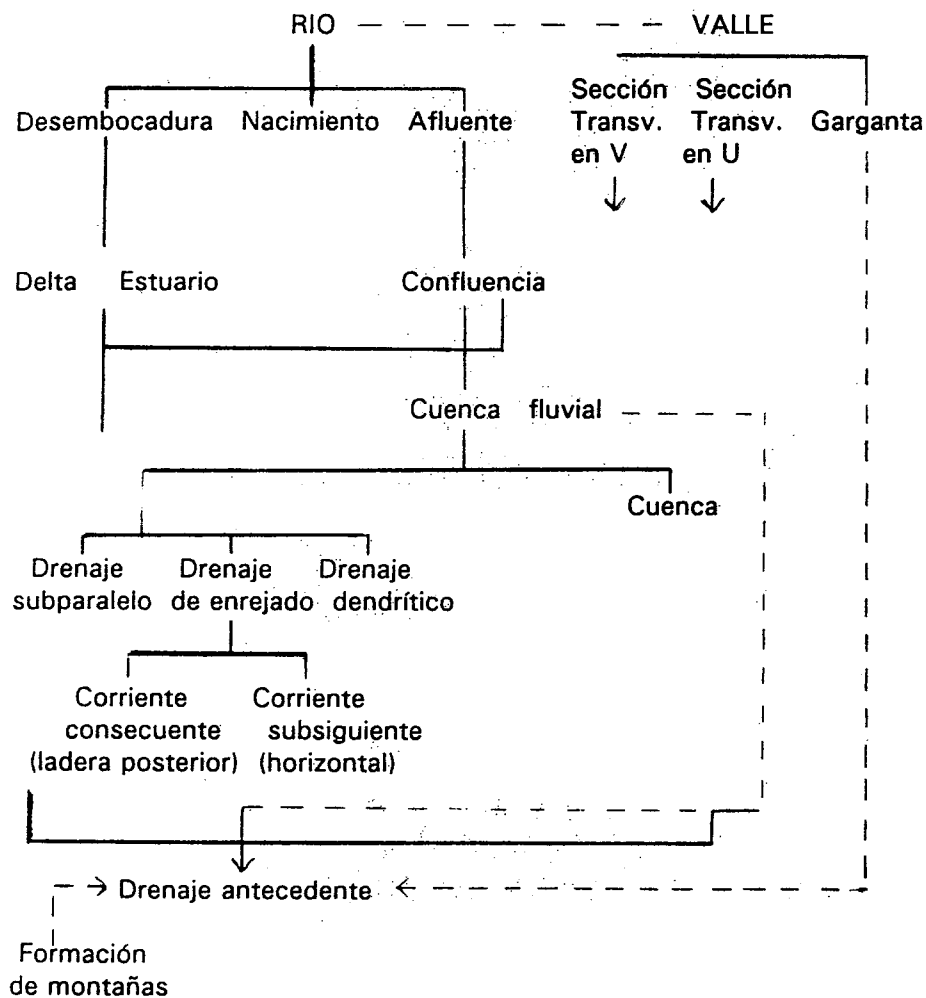 RIO VALLE
Desembocadura Nacimiento Afluente
Sección
Transv.
en V
Sección
Transv.
en U
Garganta
Delta Estuario Confluencia
Cuenca fluvial
Cuenca
Drenaje
subparalelo
Drenaje
de enrejado
Drenaje
dendrítico
Corriente
consecuente
(ladera posterior)
Corriente
subsiguiente
(horizontal)
Drenaje antecedente
Formación
de montañas